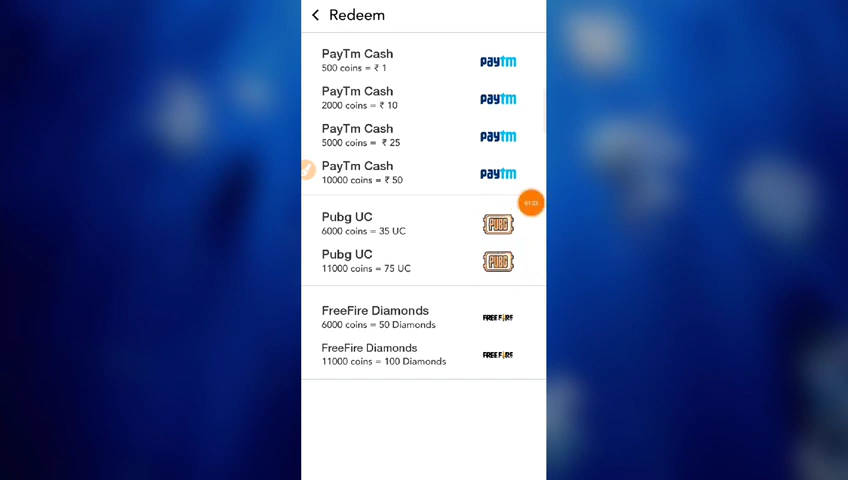 Redeem
PayTm Cash
500 coins = ₹ 1
paytm
PayTm Cash
2000 coins = ₹ 10
paytm
PayTm Cash
5000 coins = ₹ 25
paytm
PayTm Cash
10000 coins = ₹ 50
paytm
Pubg UC
6000 coins = 35 UC
PUBG
Pubg UC
11000 coins = 75 UC
PUBG
FreeFire Diamonds
6000 coins = 50 Diamonds
FREE FIRE
FreeFire Diamonds
11000 coins = 100 Diamonds
FREE FIRE